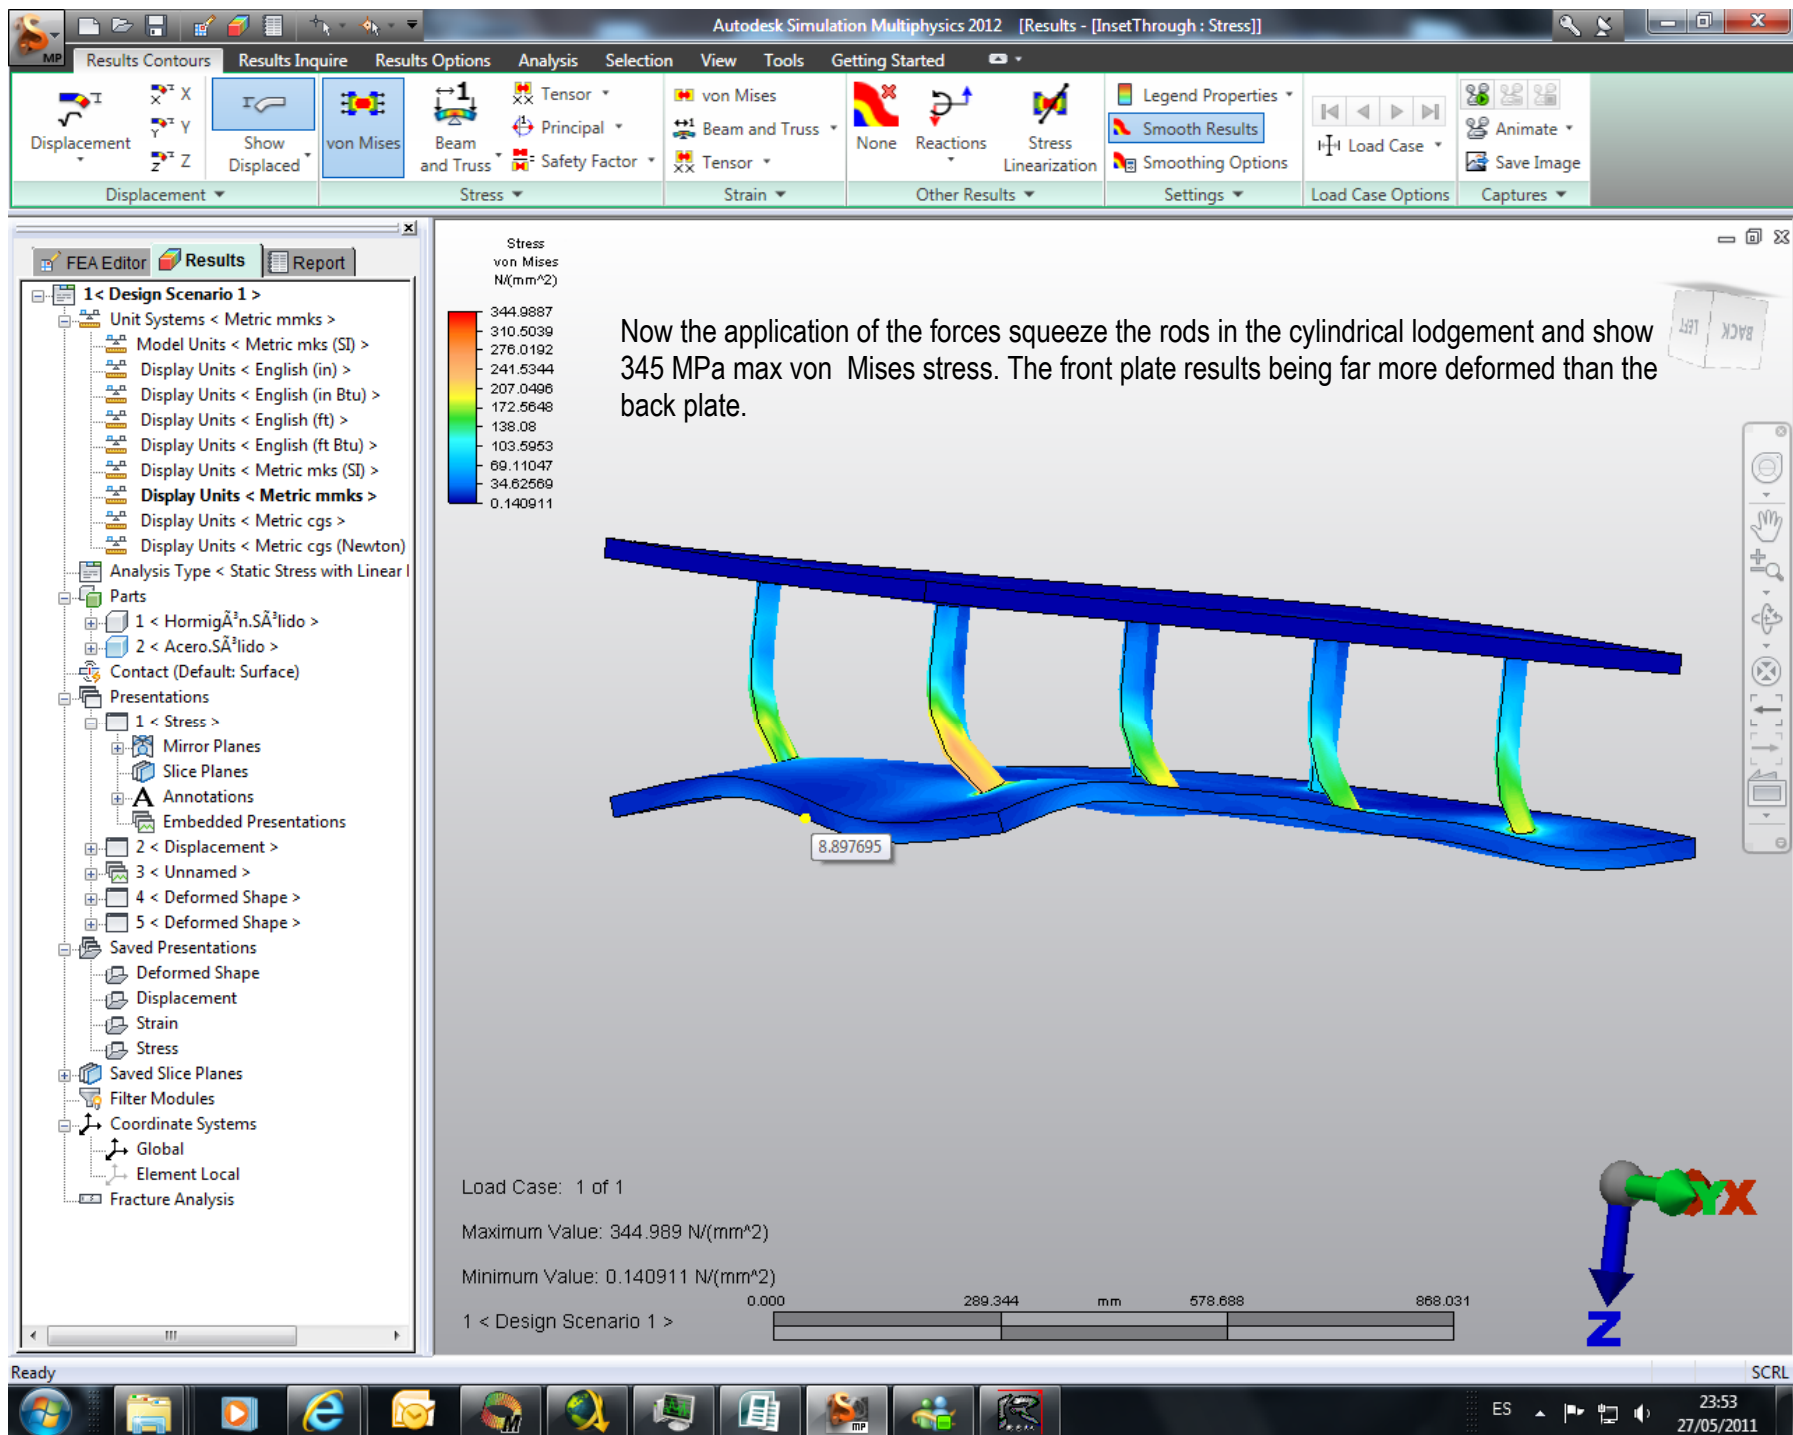 Autodesk Simulation Multiphysics 2012 [Results - [InsetThrough : Stress]]
MP
Results Contours Results Inquire Results Options Analysis Selection View Tools Getting Started
Displacement
X
Y
Z
Show
Displaced
von Mises
Beam
and Truss
Tensor
Principal
Safety Factor
von Mises
Beam and Truss
Tensor
None
Reactions
Stress
Linearization
Legend Properties
Smooth Results
Smoothing Options
Load Case
Animate
Save Image
Displacement Stress Strain Other Results Settings Load Case Options Captures
FEA Editor Results Report
1 < Design Scenario 1 >
Unit Systems < Metric mmks >
Model Units < Metric mks (SI) >
Display Units < English (in) >
Display Units < English (in Btu) >
Display Units < English (ft) >
Display Units < English (ft Btu) >
Display Units < Metric mks (SI) >
Display Units < Metric mmks >
Display Units < Metric cgs >
Display Units < Metric cgs (Newton)
Analysis Type < Static Stress with Linear
Parts
1 < HormigÃ³n.SÃ³lido >
2 < Acero.SÃ³lido >
Contact (Default: Surface)
Presentations
1 < Stress >
Mirror Planes
Slice Planes
Annotations
Embedded Presentations
2 < Displacement >
3 < Unnamed >
4 < Deformed Shape >
5 < Deformed Shape >
Saved Presentations
Deformed Shape
Displacement
Strain
Stress
Saved Slice Planes
Filter Modules
Coordinate Systems
Global
Element Local
Fracture Analysis
Stress
von Mises
N/(mm^2)
344.9887
310.5039
276.0192
241.5344
207.0496
172.5648
138.08
103.5953
69.11047
34.62569
0.140911
Now the application of the forces squeeze the rods in the cylindrical lodgement and show
345 MPa max von Mises stress. The front plate results being far more deformed than the
back plate.
LEFT BACK
8.897695
Load Case: 1 of 1
Maximum Value: 344.989 N/(mm^2)
Minimum Value: 0.140911 N/(mm^2)
0.000 289.344 mm 578.688 868.031
1 < Design Scenario 1 >
Y X
Z
Ready
SCRL
MP
ES
23:53
27/05/2011